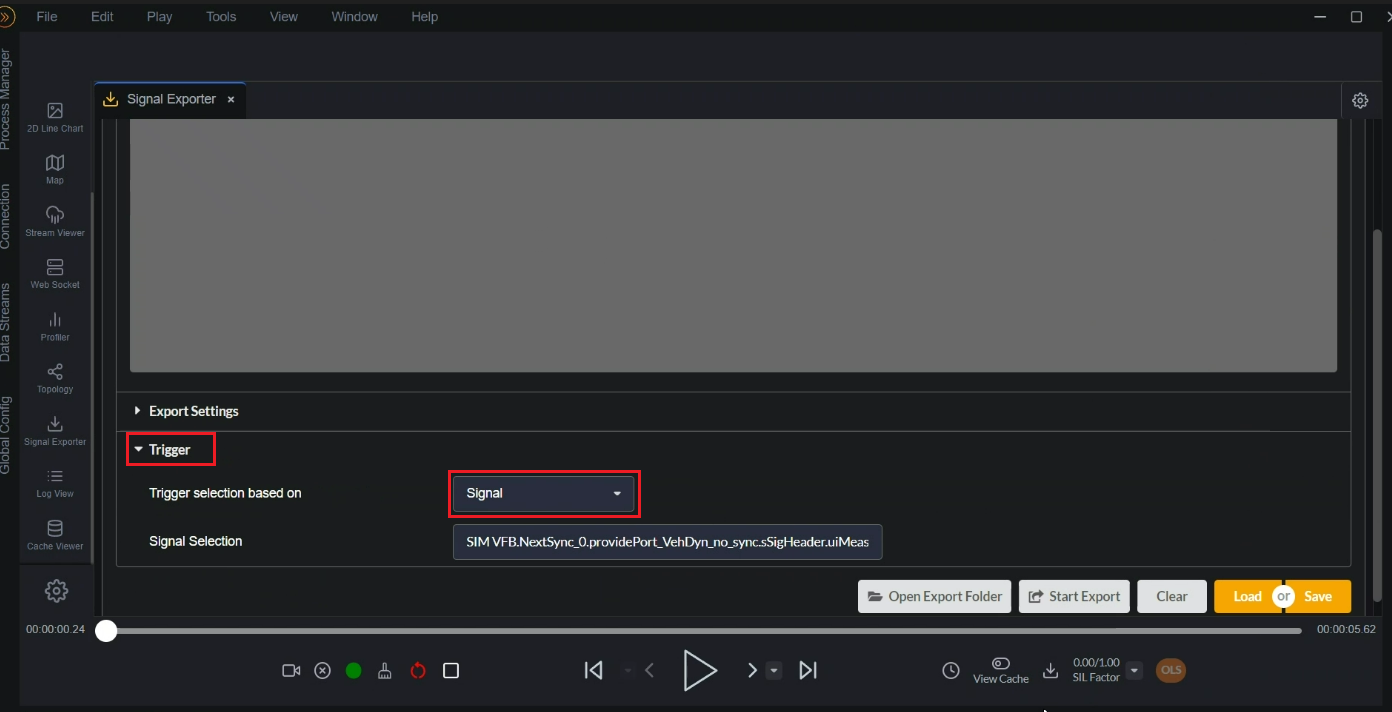 File Edit Play Tools View Window Help
Process Manager
Connection
Data Streams
Global Config
Signal Exporter
2D Line Chart
Map
Stream Viewer
Web Socket
Profiler
Topology
Signal Exporter
Log View
Cache Viewer
Export Settings
Trigger
Trigger selection based on Signal
Signal Selection SIM VFB.NextSync_0.providePort_VehDyn_no_sync.sSigHeader.uiMeas
Open Export Folder Start Export Clear Load or Save
00:00:00.24 00:00:05.62
View Cache
0.00/1.00
SIL Factor
OLS